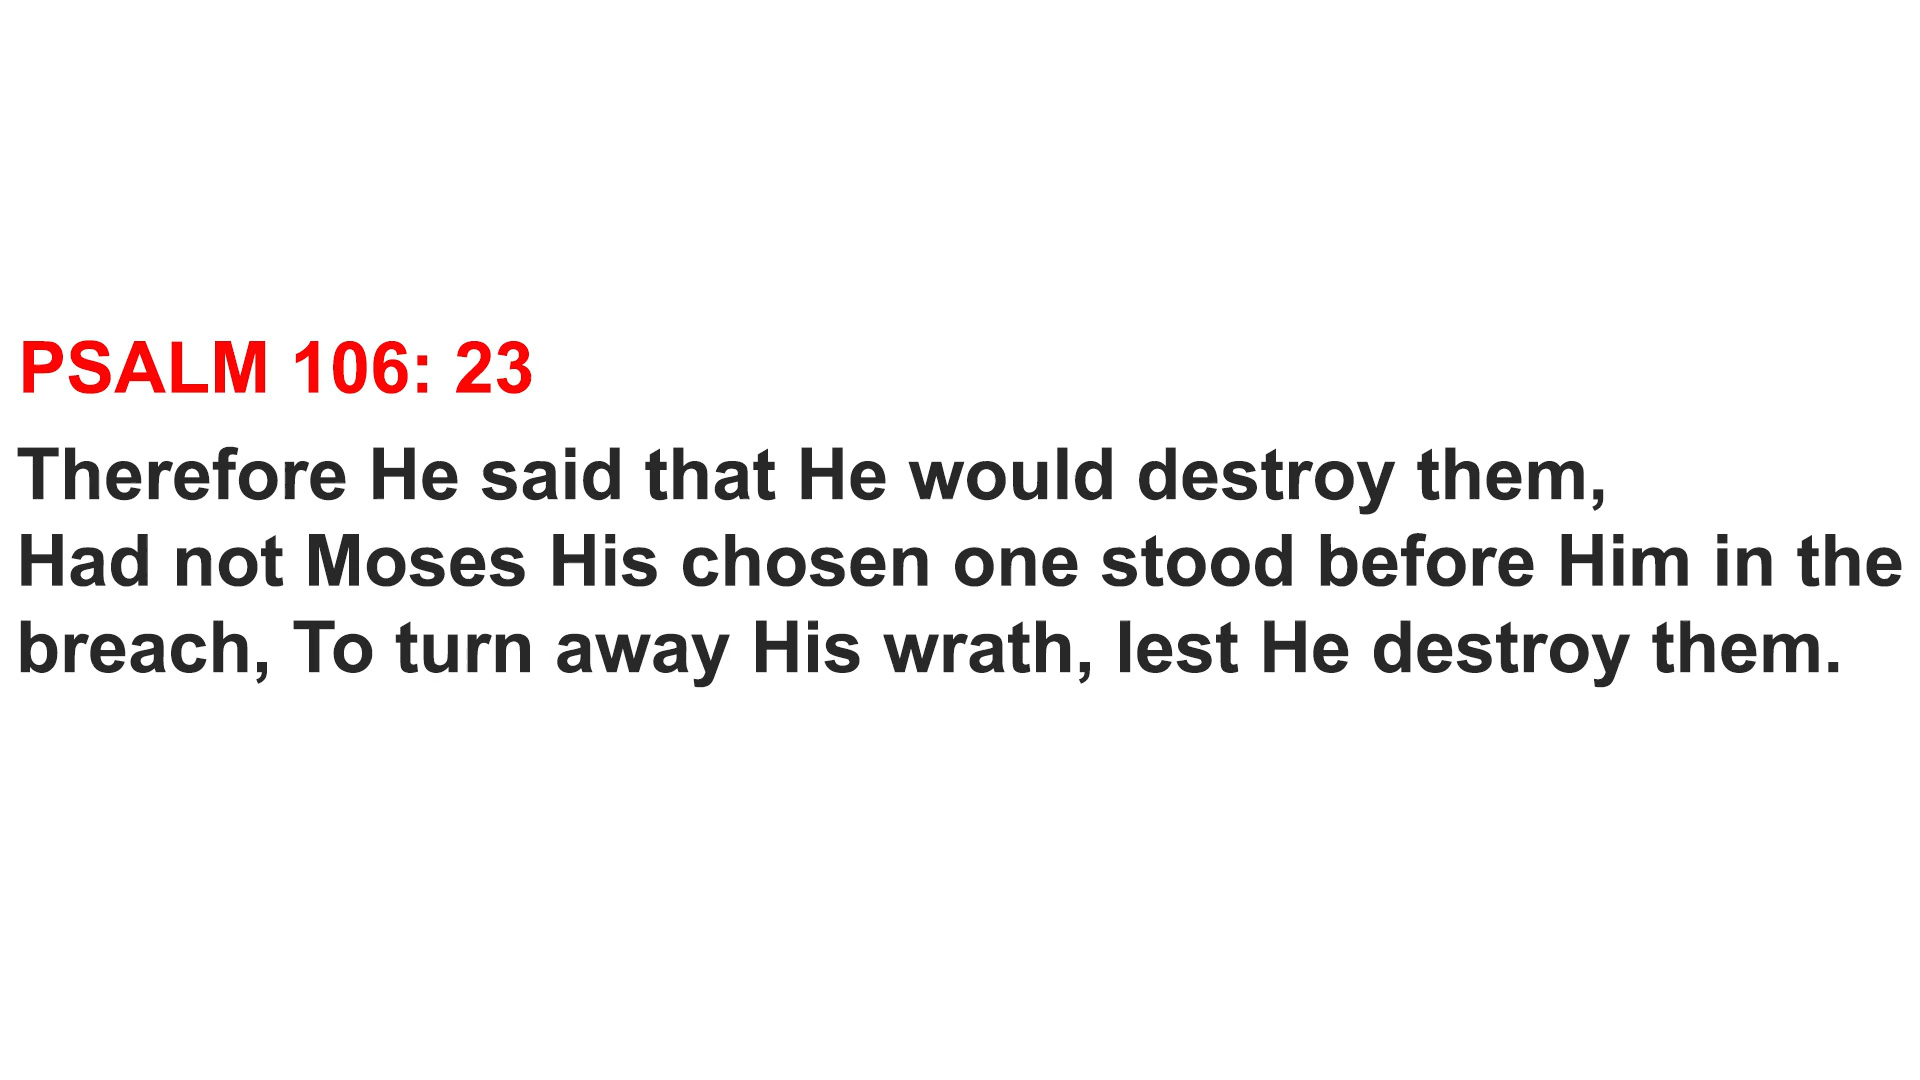 PSALM 106: 23
Therefore He said that He would destroy them,
Had not Moses His chosen one stood before Him in the
breach, To turn away His wrath, lest He destroy them.